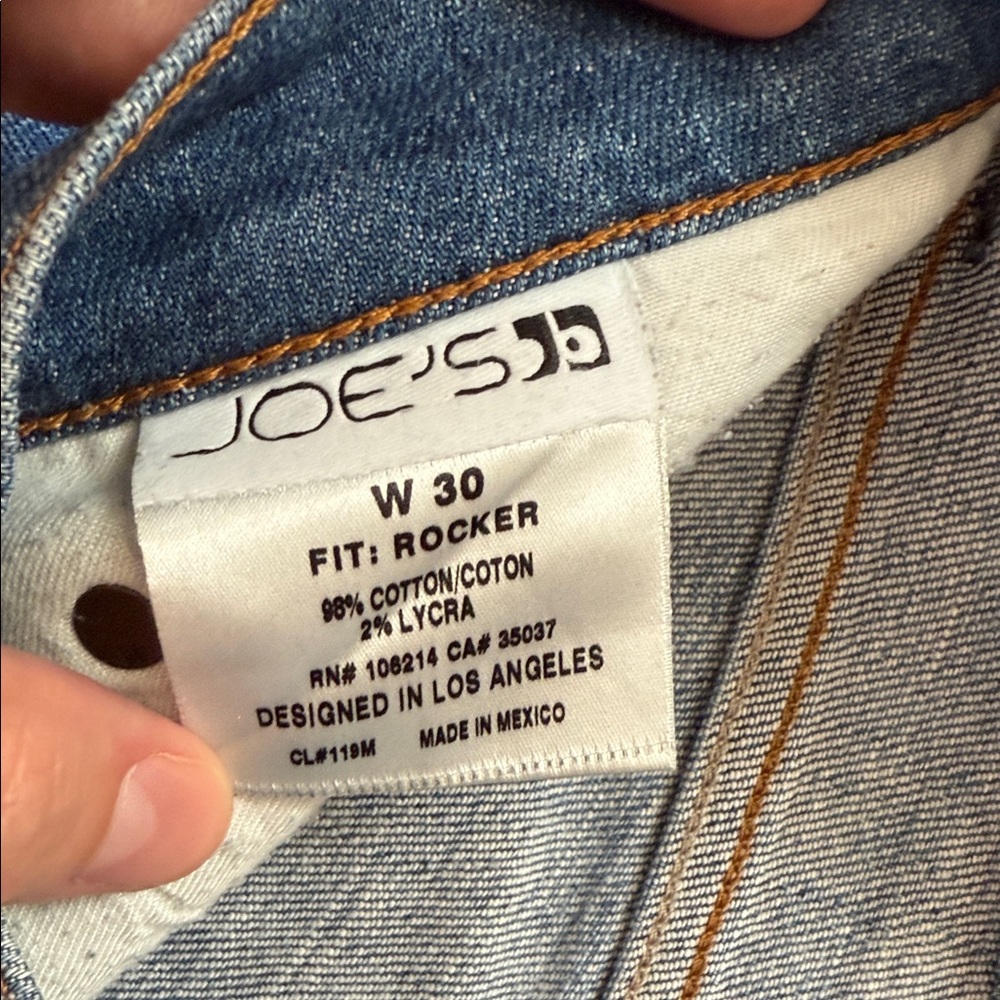 JOE'S
W 30
FIT: ROCKER
98% COTTON/COTON
2% LYCRA
RN# 106214 CA# 35037
DESIGNED IN LOS ANGELES
CL#119M MADE IN MEXICO